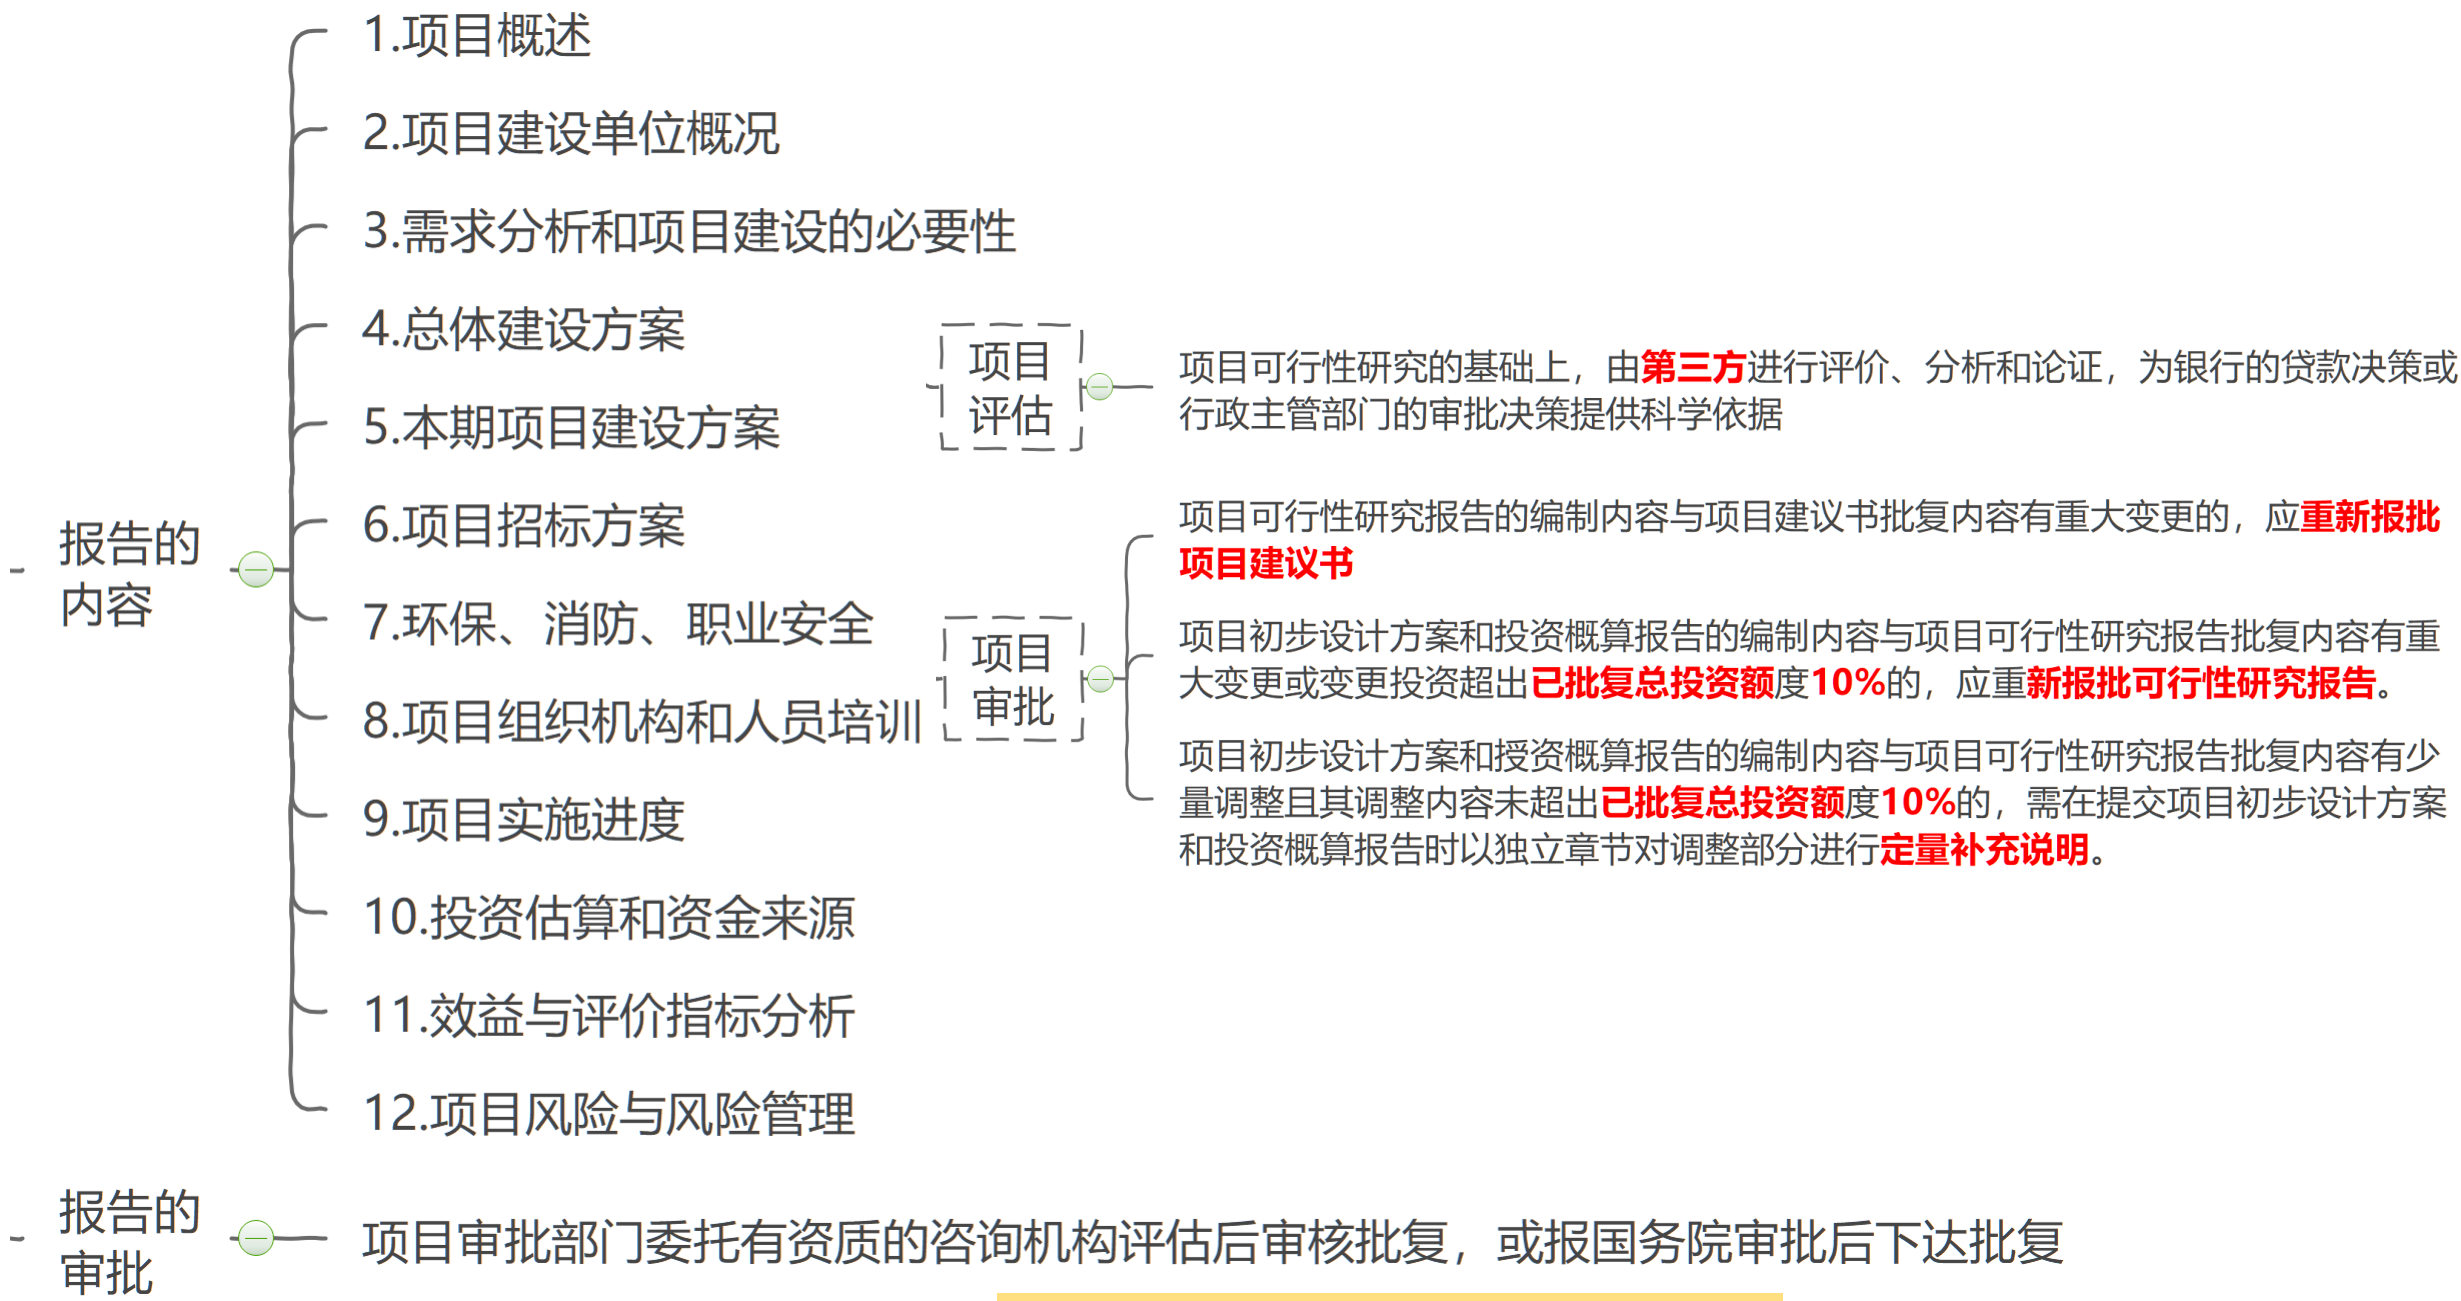 1.项目概述
2.项目建设单位概况
3.需求分析和项目建设的必要性
4.总体建设方案
5.本期项目建设方案
6.项目招标方案
报告的
内容
7.环保、消防、职业安全
8.项目组织机构和人员培训
9.项目实施进度
10.投资估算和资金来源
11.效益与评价指标分析
12.项目风险与风险管理
项目
评估
项目可行性研究的基础上，由第三方进行评价、分析和论证，为银行的贷款决策或
行政主管部门的审批决策提供科学依据
项目
审批
项目可行性研究报告的编制内容与项目建议书批复内容有重大变更的，应重新报批
项目建议书
项目初步设计方案和投资概算报告的编制内容与项目可行性研究报告批复内容有重
大变更或变更投资超出已批复总投资额度10%的，应重新报批可行性研究报告。
项目初步设计方案和授资概算报告的编制内容与项目可行性研究报告批复内容有少
量调整且其调整内容未超出已批复总投资额度10%的，需在提交项目初步设计方案
和投资概算报告时以独立章节对调整部分进行定量补充说明。
报告的
审批
项目审批部门委托有资质的咨询机构评估后审核批复，或报国务院审批后下达批复